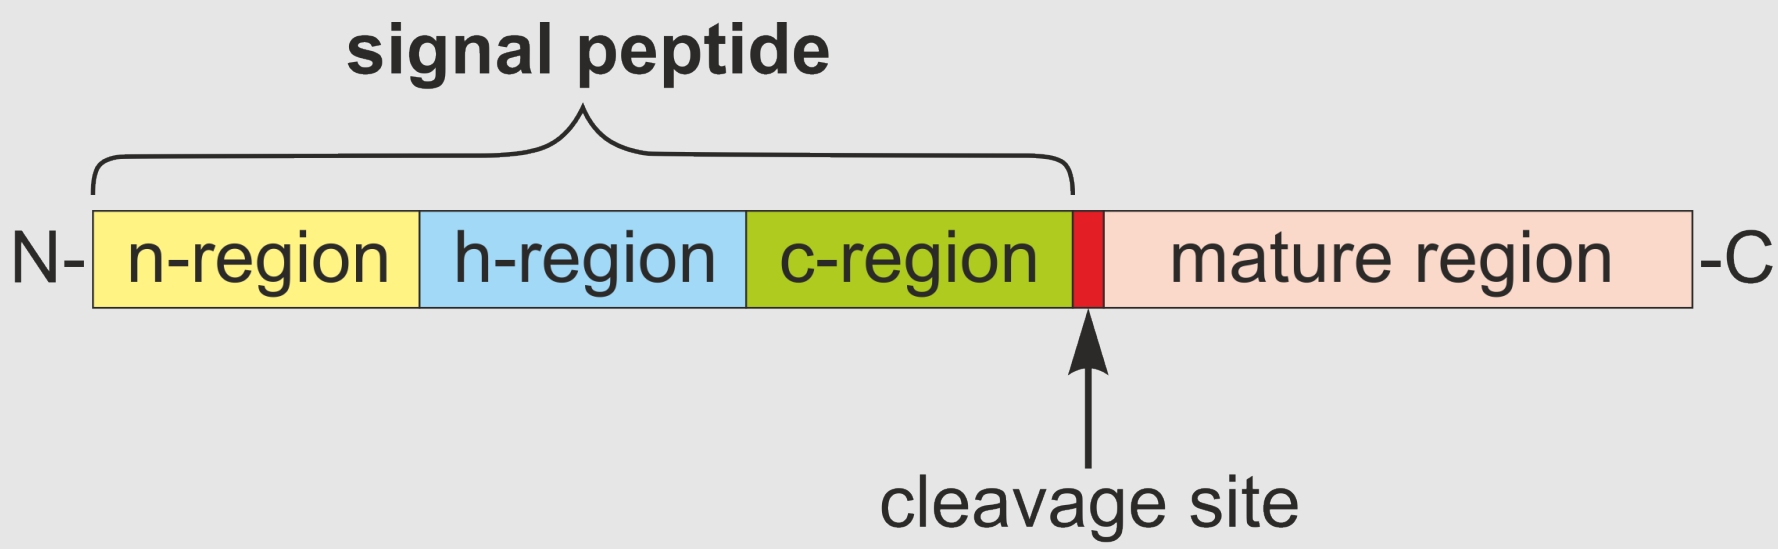 signal peptide
N- n-region h-region c-region mature region -C
cleavage site